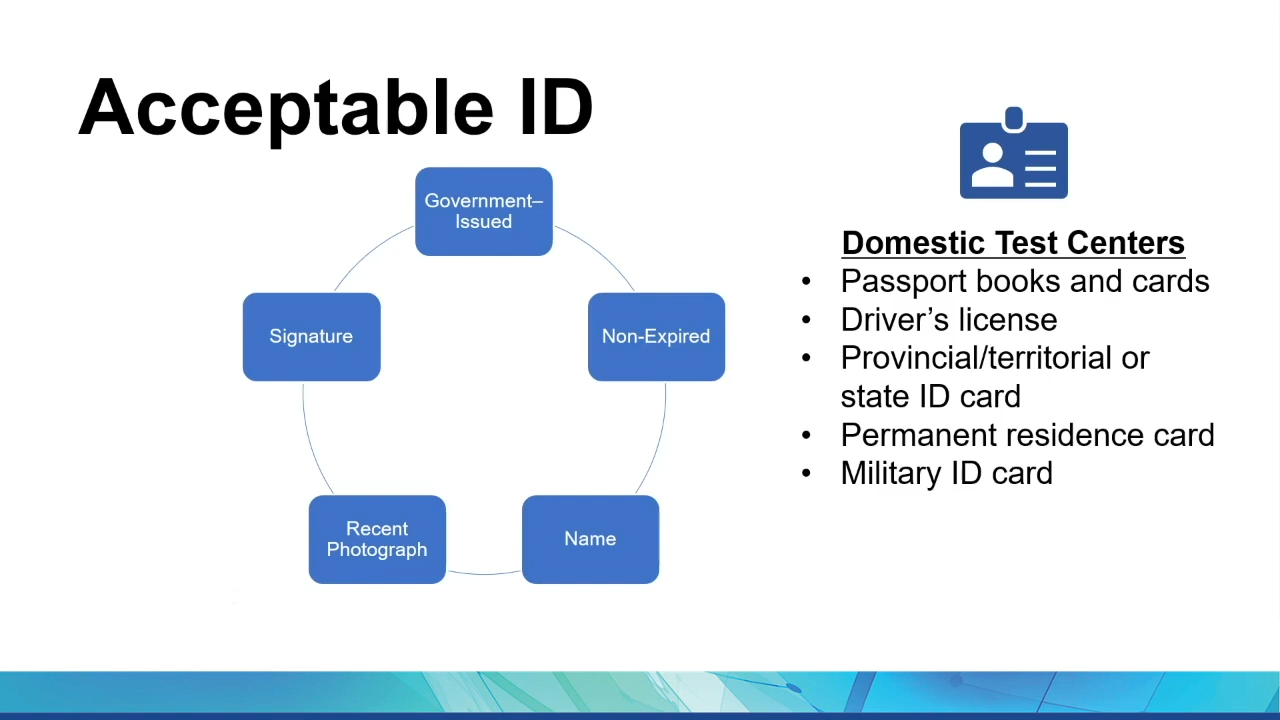 Acceptable ID
Government–
Issued
Signature
Non-Expired
Recent
Photograph
Name
Domestic Test Centers
• Passport books and cards
• Driver’s license
• Provincial/territorial or
state ID card
• Permanent residence card
• Military ID card